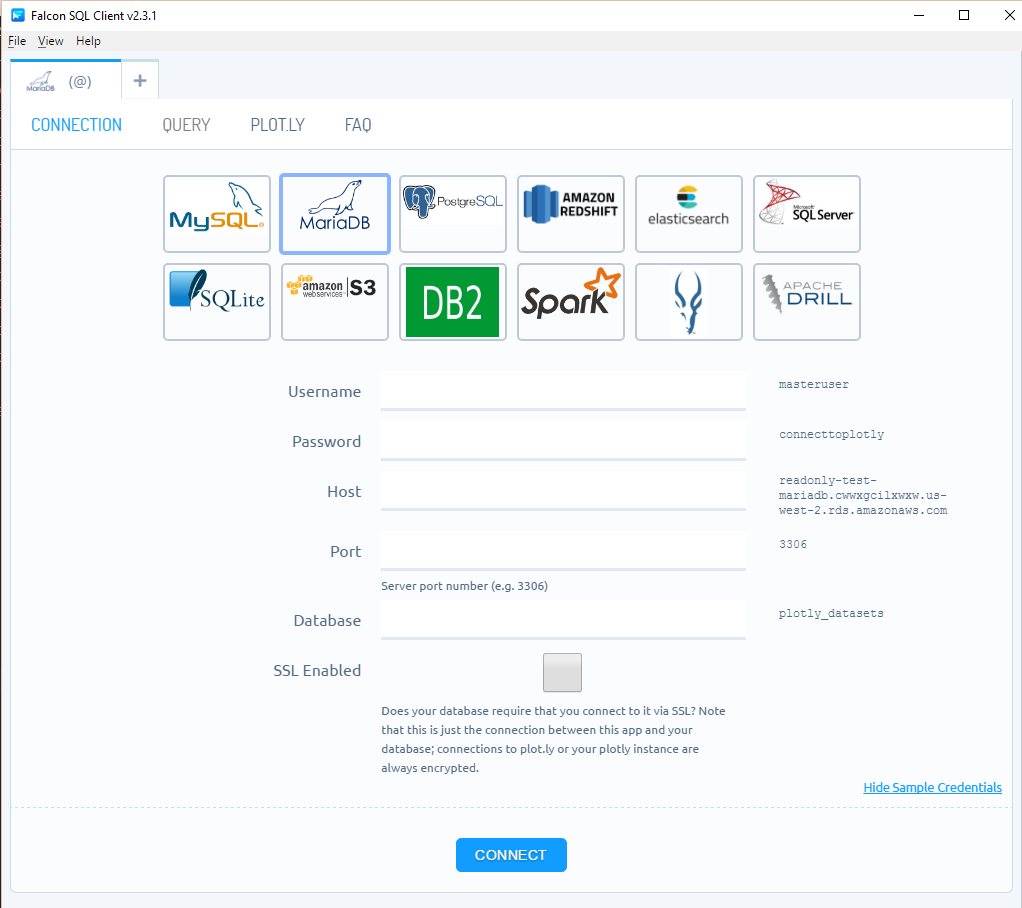 Falcon SQL Client v2.3.1
File View Help
MariaDB (@) +
CONNECTION QUERY PLOT.LY FAQ
MySQL®
MariaDB
PostgreSQL
AMAZON
REDSHIFT
elasticsearch
Microsoft
SQL Server
SQLite
amazon
webservices
S3
DB2
Spark
APACHE
DRILL
Username
masteruser
Password
connecttoplotly
Host
readonly-test-
mariadb.cwwxgcilxwxw.us-
west-2.rds.amazonaws.com
Port
3306
Server port number (e.g. 3306)
Database
plotly_datasets
SSL Enabled
Does your database require that you connect to it via SSL? Note
that this is just the connection between this app and your
database; connections to plot.ly or your plotly instance are
always encrypted.
Hide Sample Credentials
CONNECT